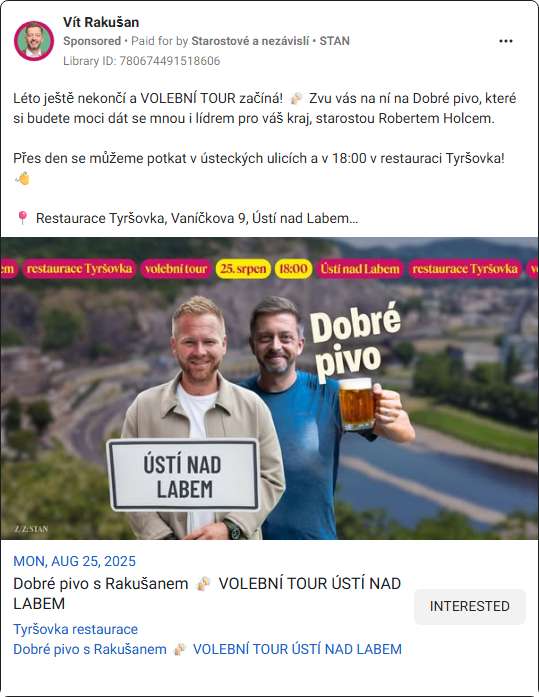 Vít Rakušan
Sponsored • Paid for by Starostové a nezávislí • STAN
Library ID: 780674491518606
Léto ještě nekončí a VOLEBNÍ TOUR začíná! 🍻 Zvu vás na ní na Dobré pivo, které
si budete moci dát se mnou i lídrem pro váš kraj, starostou Robertem Holcem.
Přes den se můžeme potkat v ústeckých ulicích a v 18:00 v restauraci Tyršovka!
📍 Restaurace Tyršovka, Vaníčkova 9, Ústí nad Labem…
em restaurace Tyršovka volební tour 25. srpen 18:00 Ústí nad Labem restaurace Tyršovka v
Dobré
pivo
ÚSTÍ NAD
LABEM
Z/Z: STAN
MON, AUG 25, 2025
Dobré pivo s Rakušanem 🍻 VOLEBNÍ TOUR ÚSTÍ NAD
LABEM
INTERESTED
Tyršovka restaurace
Dobré pivo s Rakušanem 🍻 VOLEBNÍ TOUR ÚSTÍ NAD LABEM